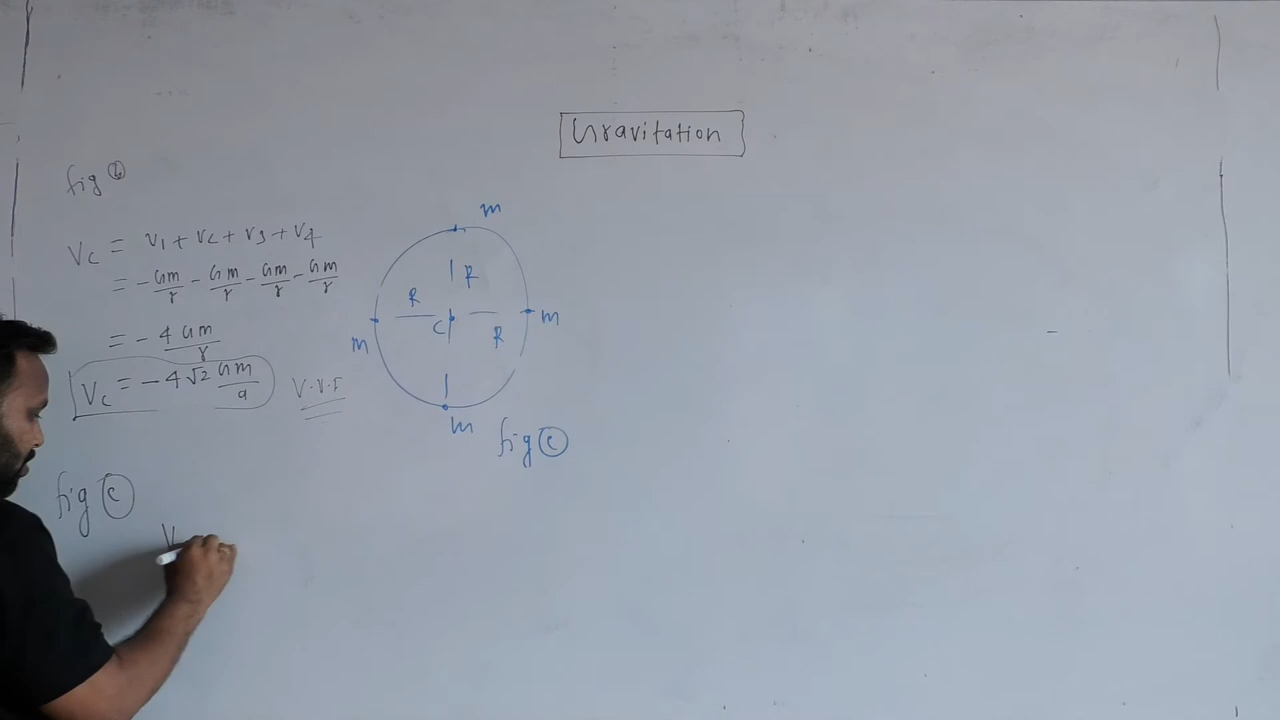 Gravitation
fig ⓑ
Vc = V1 + V2 + V3 + V4
= - Gm/r - Gm/r - Gm/r - Gm/r
= - 4Gm/r
Vc = - 4√2 Gm/a
m
R
R
m
C
R
m
m
fig ⓒ
fig ⓒ
V